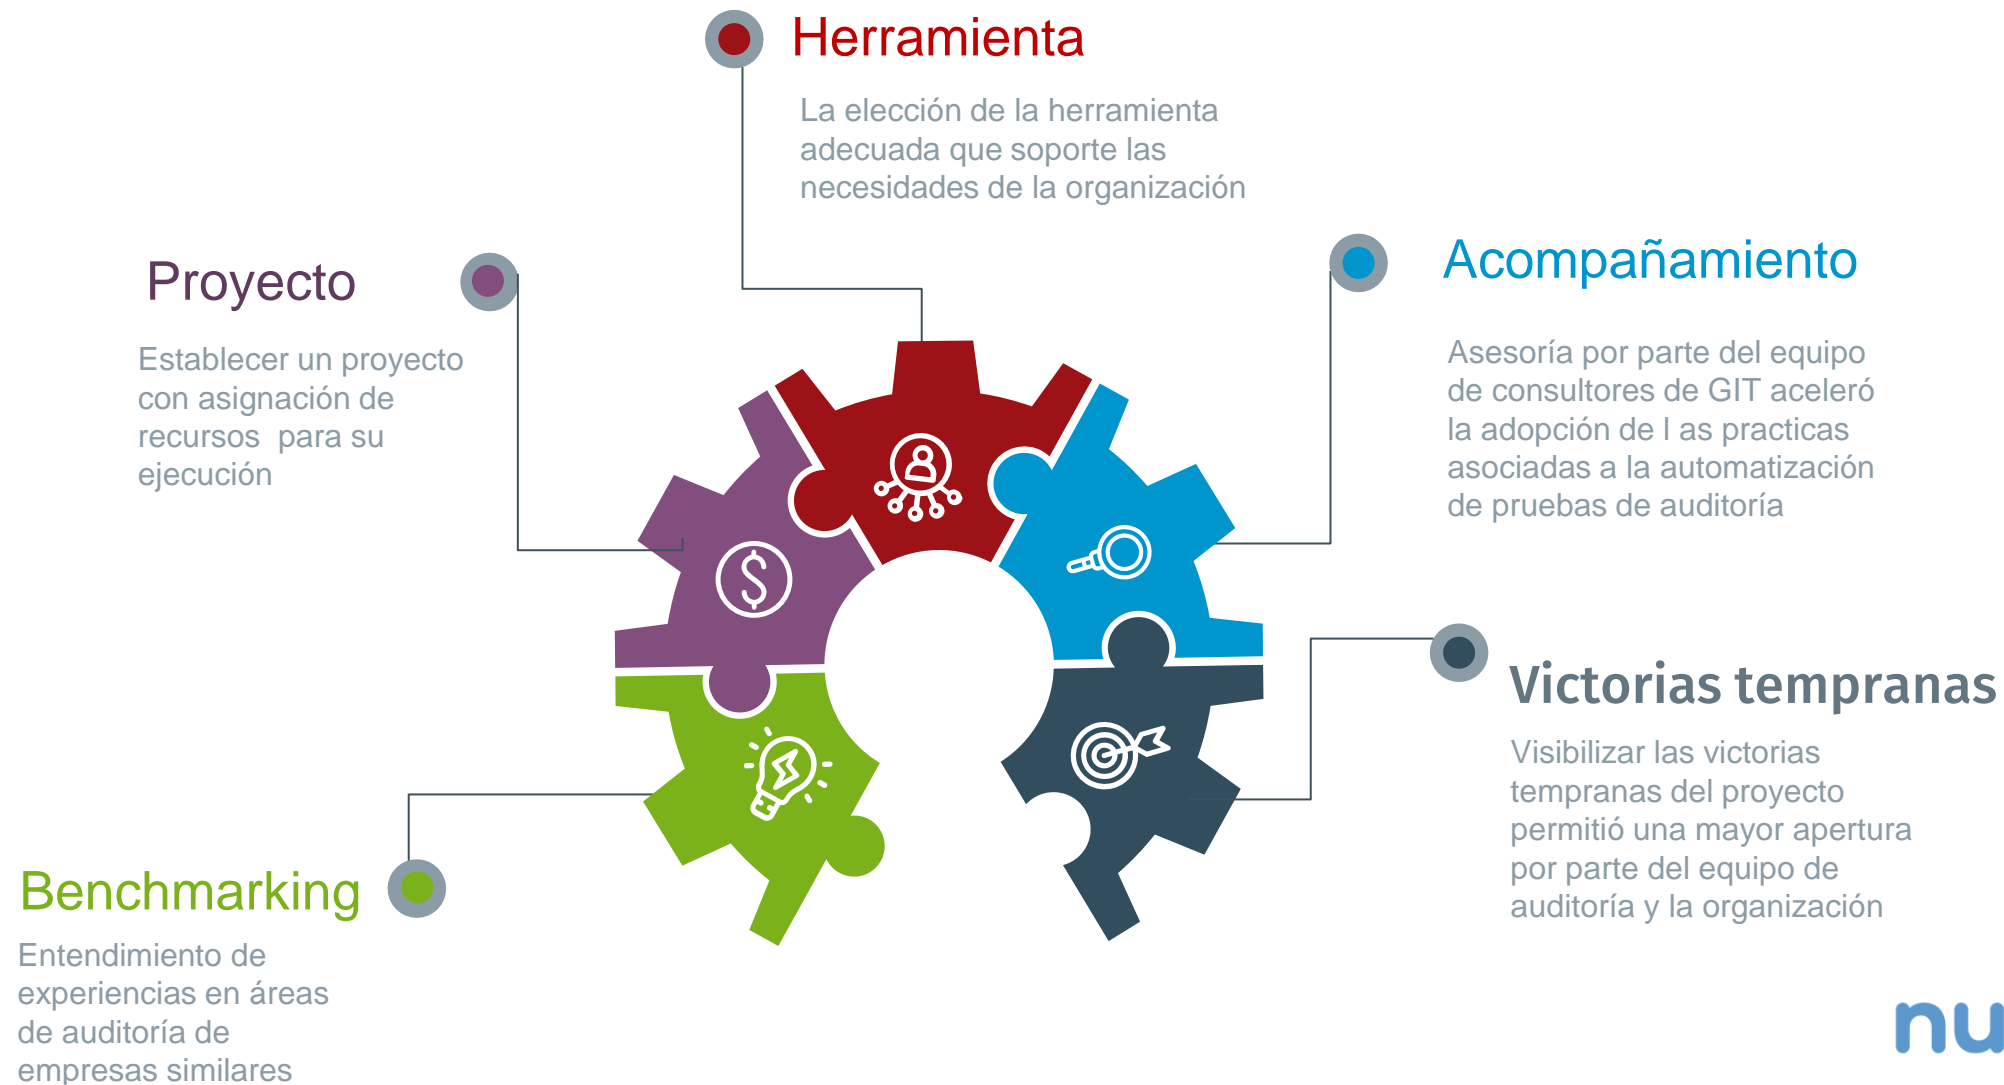 Herramienta
La elección de la herramienta
adecuada que soporte las
necesidades de la organización
Proyecto
Establecer un proyecto
con asignación de
recursos  para su
ejecución
Acompañamiento
Asesoría por parte del equipo
de consultores de GIT aceleró
la adopción de l as practicas
asociadas a la automatización
de pruebas de auditoría
Victorias tempranas
Visibilizar las victorias
tempranas del proyecto
permitió una mayor apertura
por parte del equipo de
auditoría y la organización
Benchmarking
Entendimiento de
experiencias en áreas
de auditoría de
empresas similares
$
nu